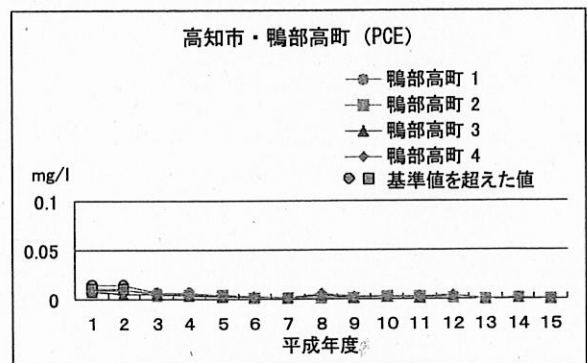 高知市・鴨部高町 (PCE)
鴨部高町 1
鴨部高町 2
鴨部高町 3
鴨部高町 4
基準値を超えた値
mg/l
0.1
0.05
0
1 2 3 4 5 6 7 8 9 10 11 12 13 14 15
平成年度